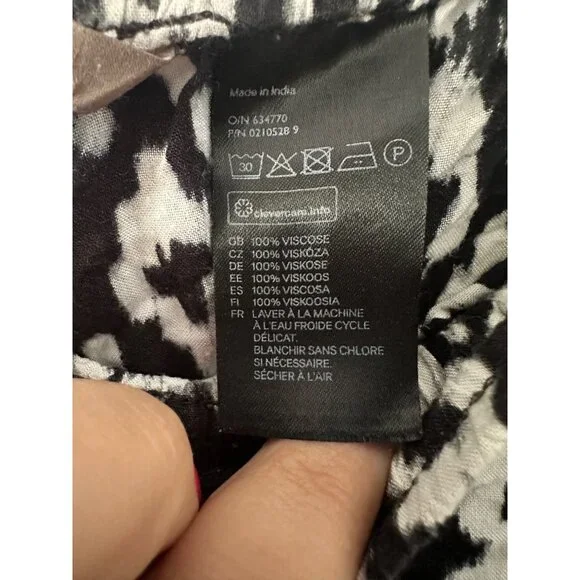 Made in India
O/N 634770
P/N 0210528 9
30 P
clevercare.info
GB 100% VISCOSE
CZ 100% VISKÓZA
DE 100% VISKOSE
EE 100% VISKOOS
ES 100% VISCOSA
FI 100% VISKOOSIA
FR LAVER À LA MACHINE
À L'EAU FROIDE CYCLE
DÉLICAT.
BLANCHIR SANS CHLORE
SI NÉCESSAIRE.
SÉCHER À L'AIR